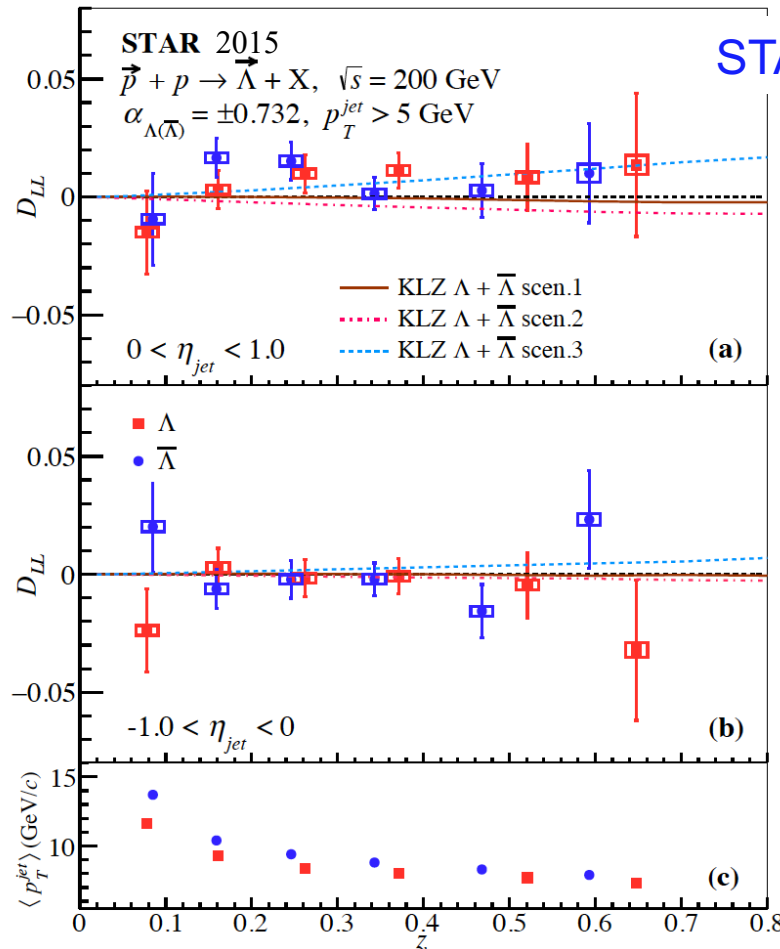 STAR 2015
STA
p + p → Λ + X, √s = 200 GeV
α_Λ(Λ̅) = ±0.732, p_T^jet > 5 GeV
0.05
0
−0.05
D_LL
KLZ Λ + Λ̅ scen.1
KLZ Λ + Λ̅ scen.2
KLZ Λ + Λ̅ scen.3
0 < η_jet < 1.0
(a)
Λ
Λ̅
0.05
0
−0.05
D_LL
-1.0 < η_jet < 0
(b)
15
10
⟨ p_T^jet ⟩ (GeV/c)
(c)
0 0.1 0.2 0.3 0.4 0.5 0.6 0.7 0.8
z